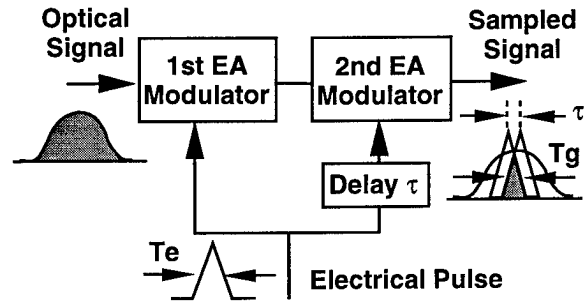 Optical
Signal
1st EA
Modulator
2nd EA
Modulator
Sampled
Signal
τ
Tg
Delay τ
Te
Electrical Pulse